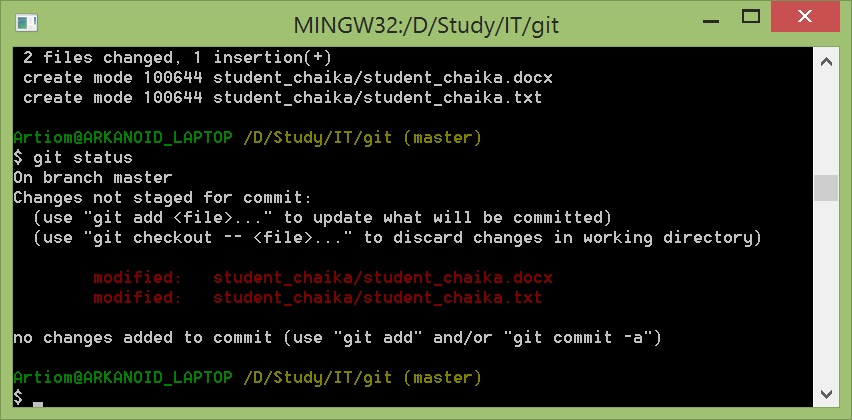 MINGW32:/D/Study/IT/git
2 files changed, 1 insertion(+)
create mode 100644 student_chaika/student_chaika.docx
create mode 100644 student_chaika/student_chaika.txt
Artiom@ARKANOID_LAPTOP /D/Study/IT/git (master)
$ git status
On branch master
Changes not staged for commit:
(use "git add <file>..." to update what will be committed)
(use "git checkout -- <file>..." to discard changes in working directory)
modified: student_chaika/student_chaika.docx
modified: student_chaika/student_chaika.txt
no changes added to commit (use "git add" and/or "git commit -a")
Artiom@ARKANOID_LAPTOP /D/Study/IT/git (master)
$